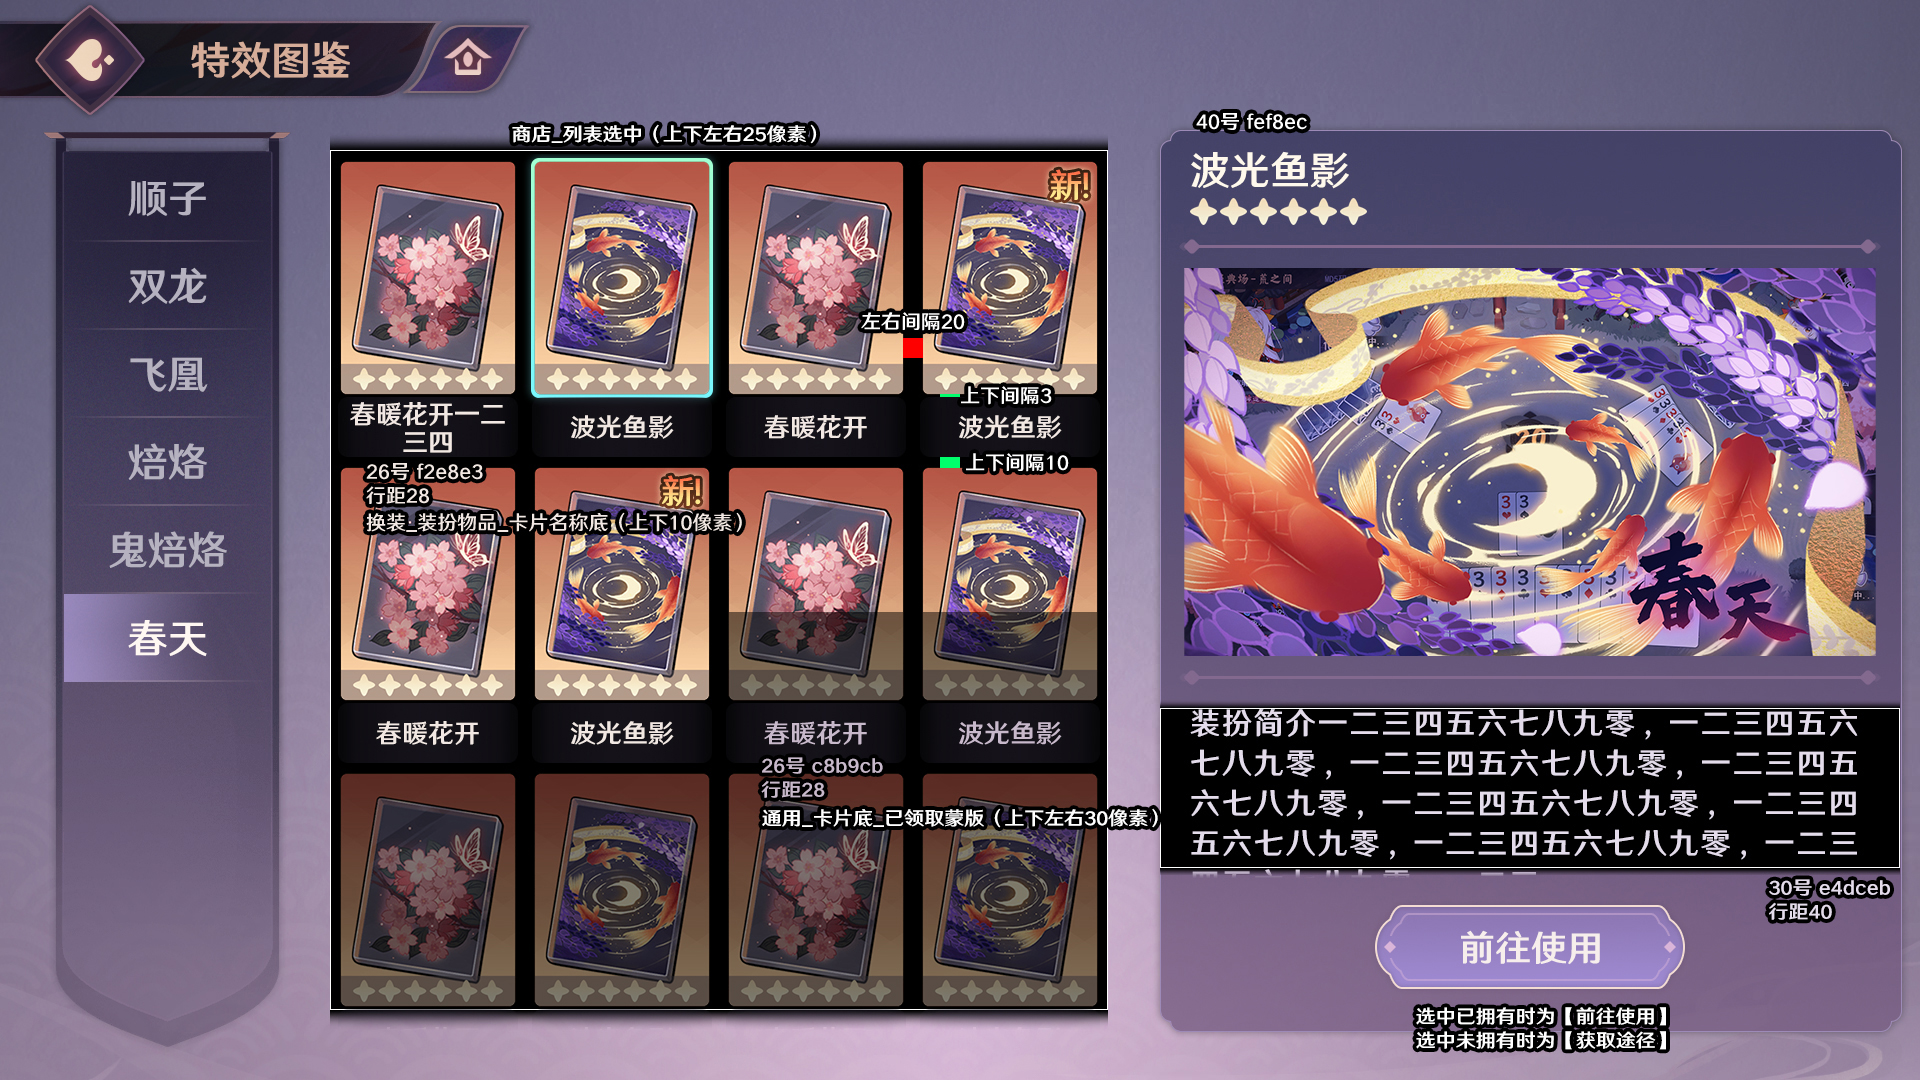 特效图鉴
顺子
双龙
飞凰
焙烙
鬼焙烙
春天
商店_列表选中（上下左右25像素）
新!
左右间隔20
上下间隔3
春暖花开一二
三四
波光鱼影
春暖花开
波光鱼影
上下间隔10
26号 f2e8e3
行距28
换装_装扮物品_卡片名称底（上下10像素）
新!
春暖花开
波光鱼影
春暖花开
波光鱼影
26号 c8b9cb
行距28
通用_卡片底_已领取蒙版（上下左右30像素）
40号 fef8ec
波光鱼影
20
3 3
春天
装扮简介一二三四五六七八九零，一二三四五六
七八九零，一二三四五六七八九零，一二三四五
六七八九零，一二三四五六七八九零，一二三四
五六七八九零，一二三四五六七八九零，一二三
30号 e4dceb
行距40
前往使用
选中已拥有时为【前往使用】
选中未拥有时为【获取途径】